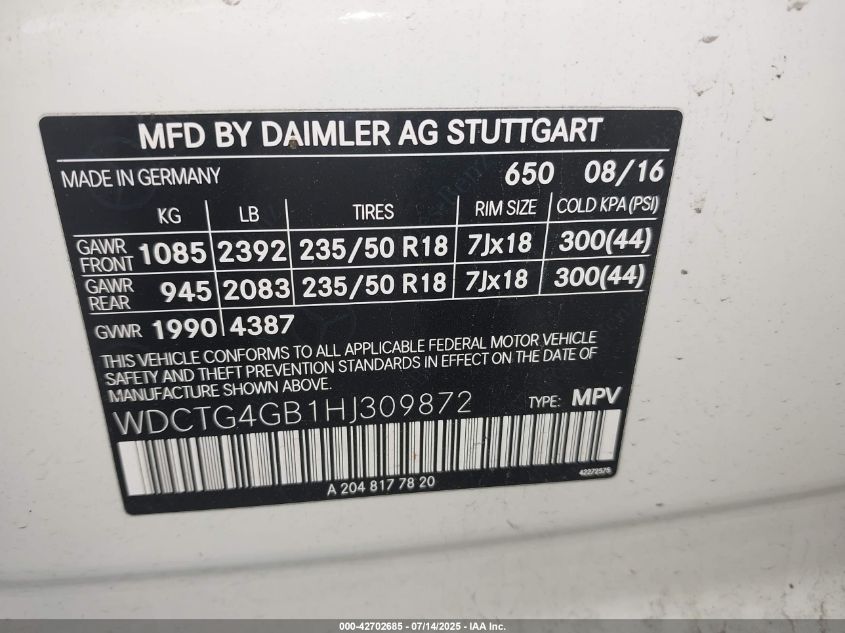 MFD BY DAIMLER AG STUTTGART
MADE IN GERMANY 650 08/16
KG LB TIRES RIM SIZE COLD KPA(PSI)
GAWR FRONT 1085 2392 235/50 R18 7Jx18 300(44)
GAWR REAR 945 2083 235/50 R18 7Jx18 300(44)
GVWR 1990 4387
THIS VEHICLE CONFORMS TO ALL APPLICABLE FEDERAL MOTOR VEHICLE
SAFETY AND THEFT PREVENTION STANDARDS IN EFFECT ON THE DATE OF
MANUFACTURE SHOWN ABOVE.
WDCTG4GB1HJ309872 TYPE: MPV
A 204 817 78 20 42272575
000-42702685 - 07/14/2025 - IAA Inc.